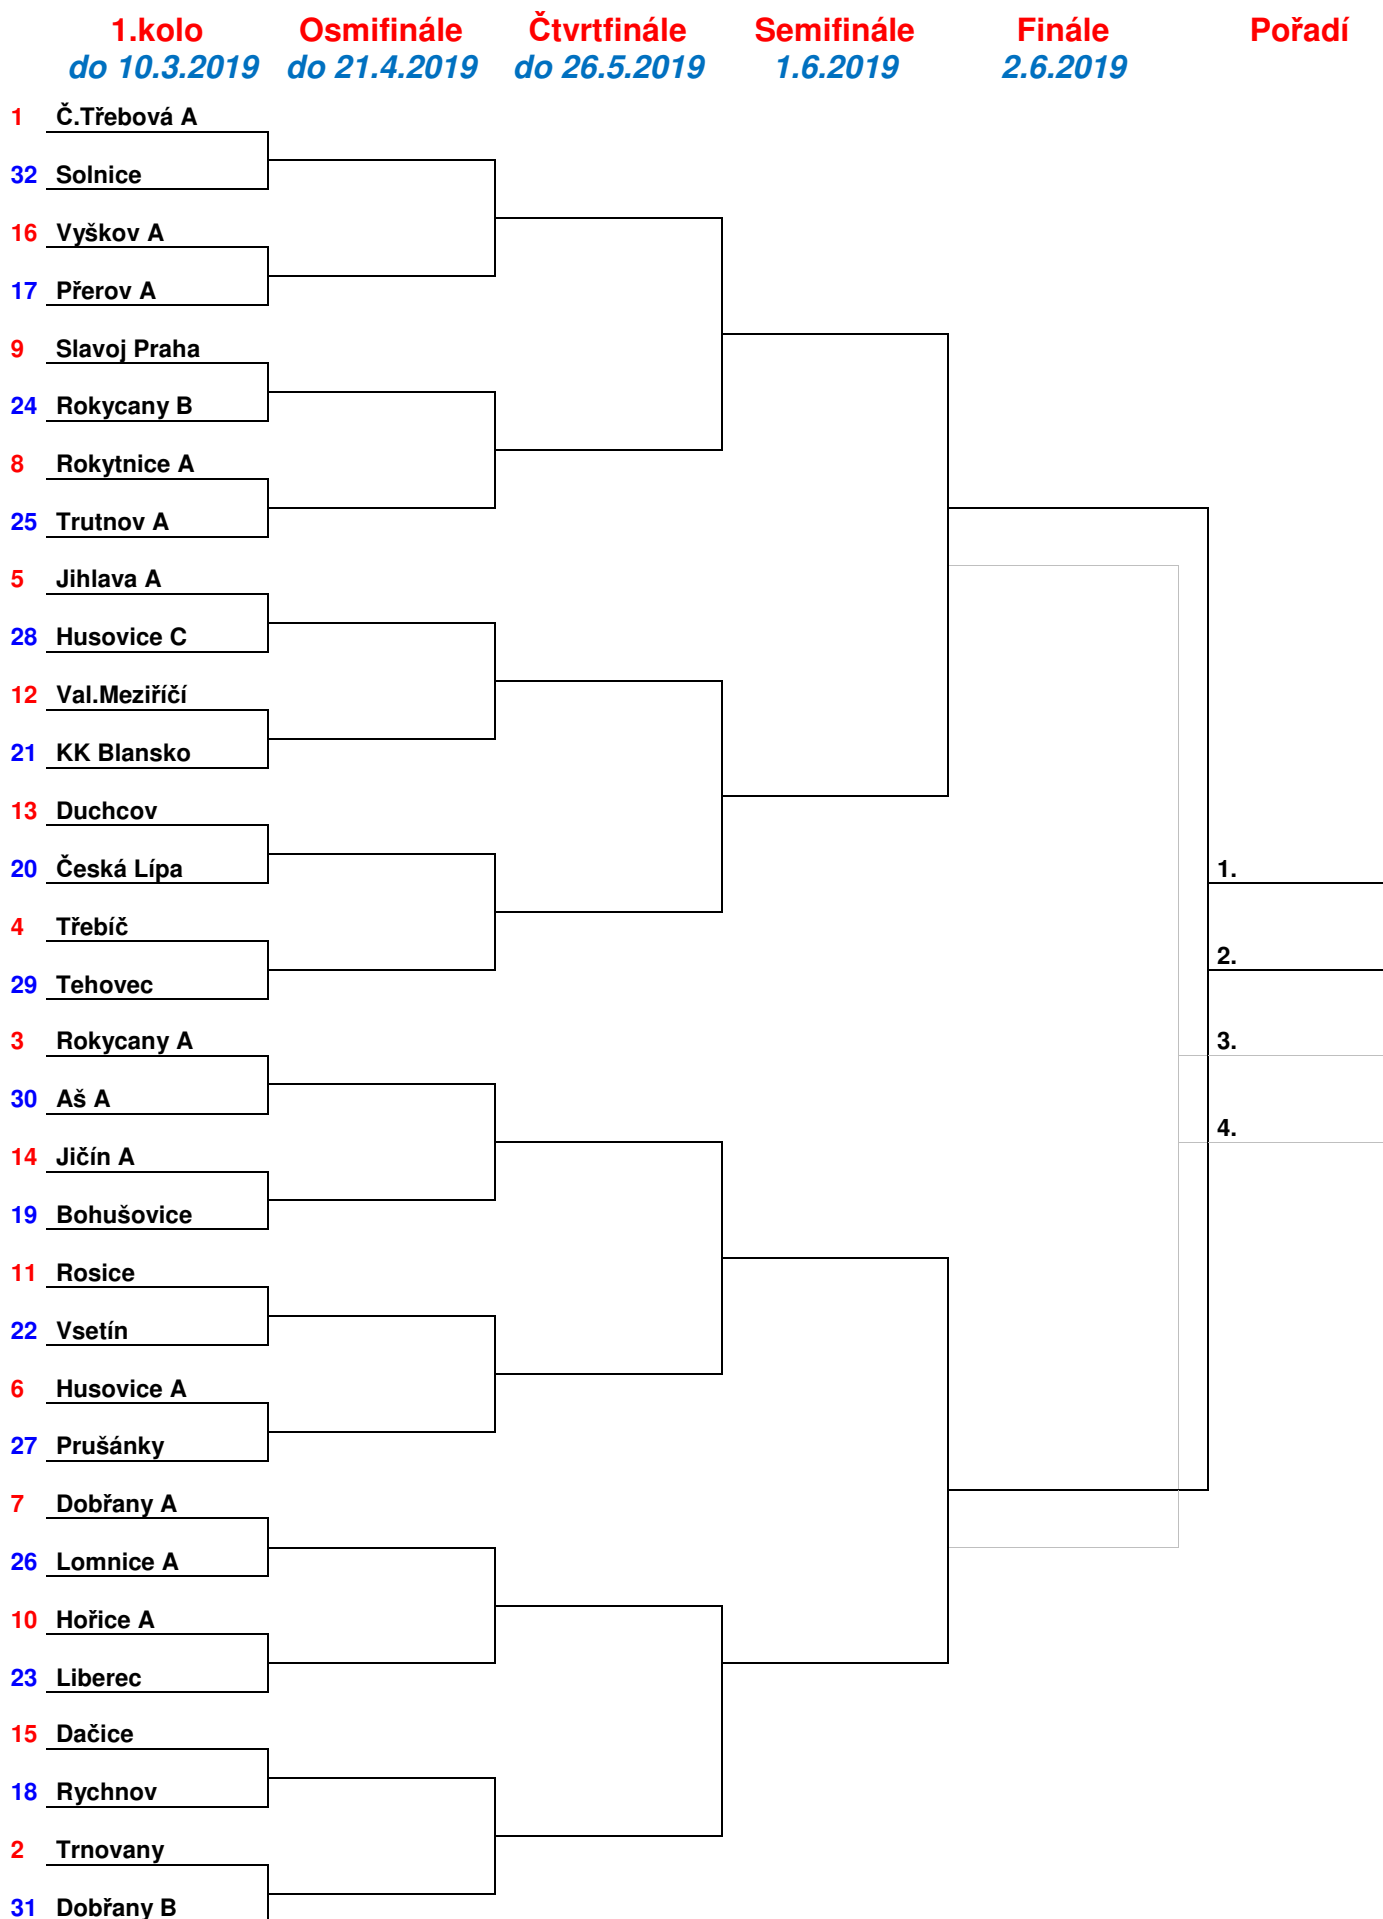 1.kolo Osmifinále Čtvrtfinále Semifinále Finále Pořadí
do 10.3.2019 do 21.4.2019 do 26.5.2019 1.6.2019 2.6.2019
1 Č.Třebová A
32 Solnice
16 Vyškov A
17 Přerov A
9 Slavoj Praha
24 Rokycany B
8 Rokytnice A
25 Trutnov A
5 Jihlava A
28 Husovice C
12 Val.Meziříčí
21 KK Blansko
13 Duchcov
20 Česká Lípa
1.
4 Třebíč
2.
29 Tehovec
3 Rokycany A
3.
30 Aš A
4.
14 Jičín A
19 Bohušovice
11 Rosice
22 Vsetín
6 Husovice A
27 Prušánky
7 Dobřany A
26 Lomnice A
10 Hořice A
23 Liberec
15 Dačice
18 Rychnov
2 Trnovany
31 Dobřany B